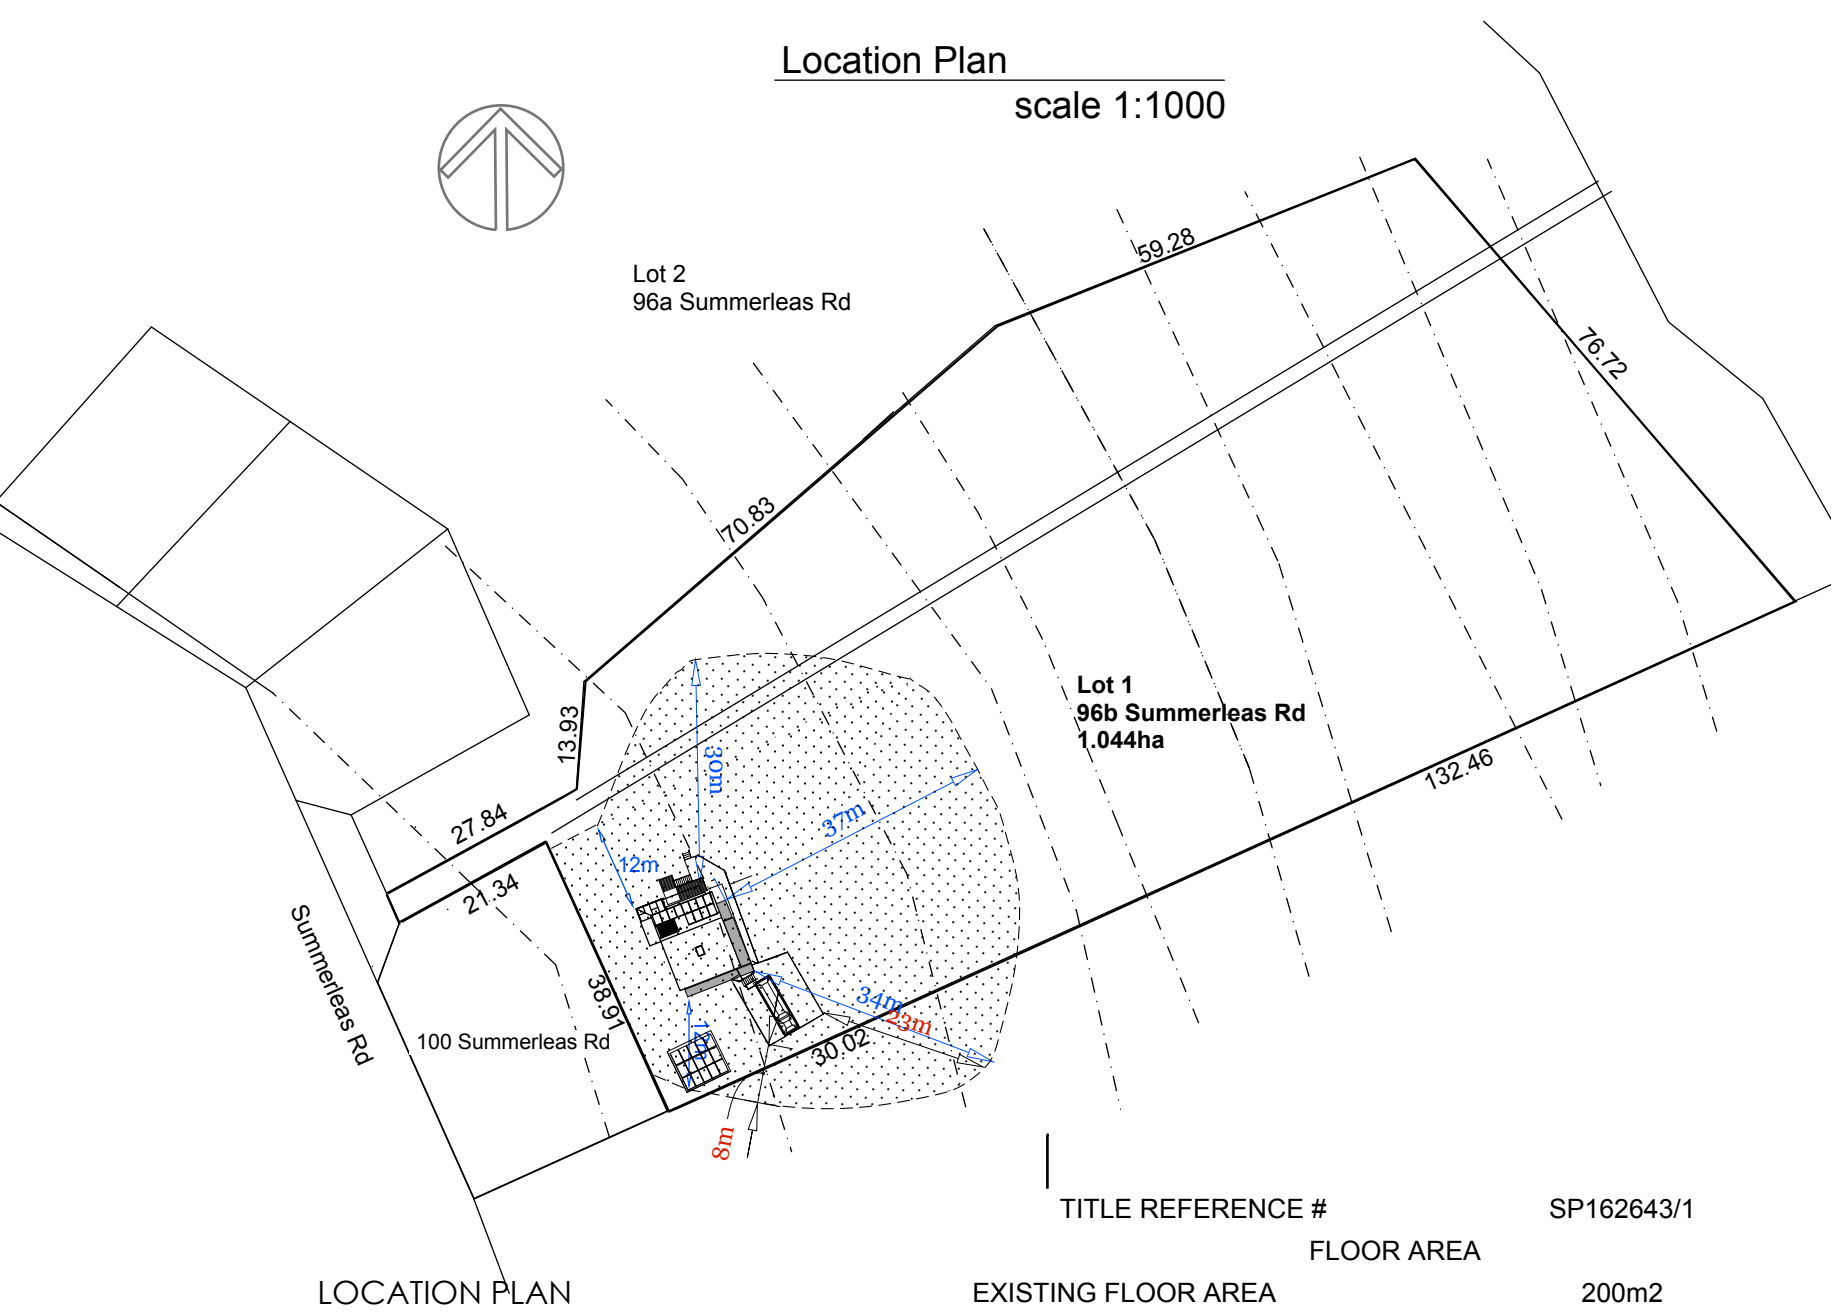 Location Plan
scale 1:1000
Lot 2
96a Summerleas Rd
59.28
76.72
70.83
13.93
27.84
21.34
38.91
30.02
132.46
Lot 1
96b Summerleas Rd
1.044ha
30m
37m
12m
34m
23m
8m
Summerleas Rd
100 Summerleas Rd
TITLE REFERENCE # SP162643/1
FLOOR AREA
LOCATION PLAN
EXISTING FLOOR AREA 200m2